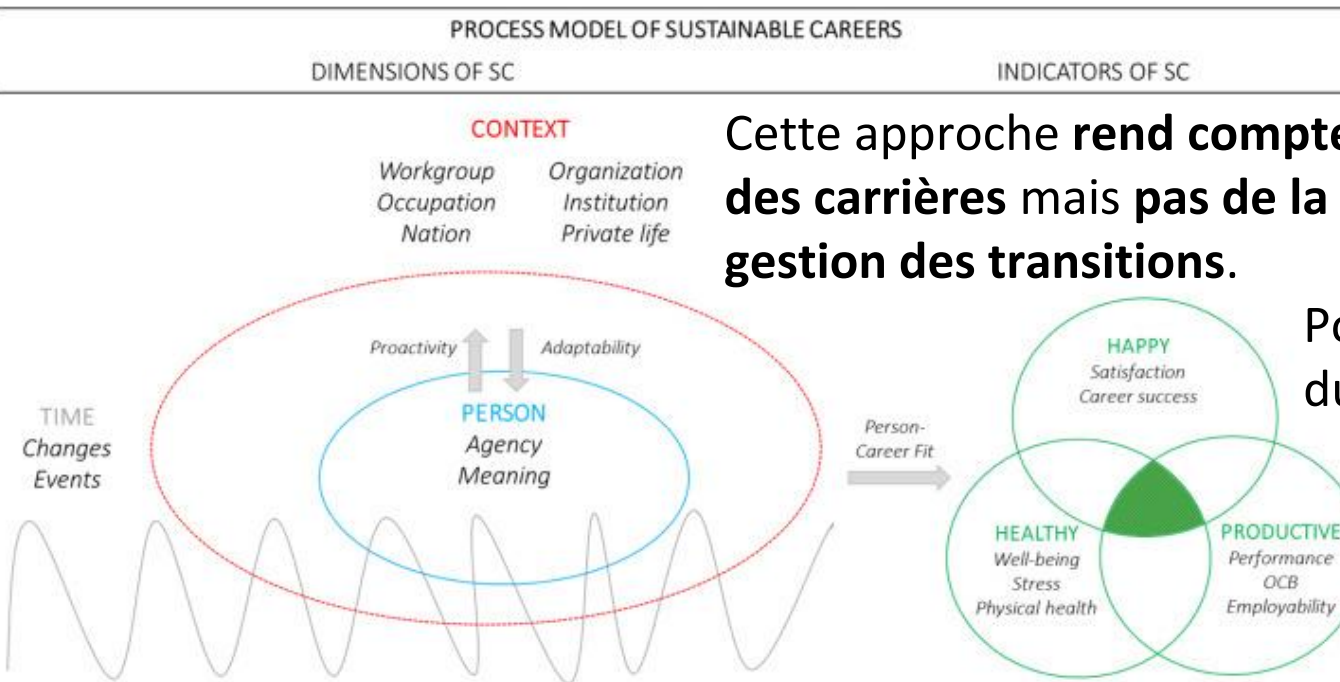 PROCESS MODEL OF SUSTAINABLE CAREERS
DIMENSIONS OF SC
INDICATORS OF SC
CONTEXT
Workgroup
Occupation
Nation
Organization
Institution
Private life
Cette approche rend compte
des carrières mais pas de la
gestion des transitions.
Proactivity
Adaptability
PERSON
Agency
Meaning
TIME
Changes
Events
Person-
Career Fit
HAPPY
Satisfaction
Career success
HEALTHY
Well-being
Stress
Physical health
PRODUCTIVE
Performance
OCB
Employability